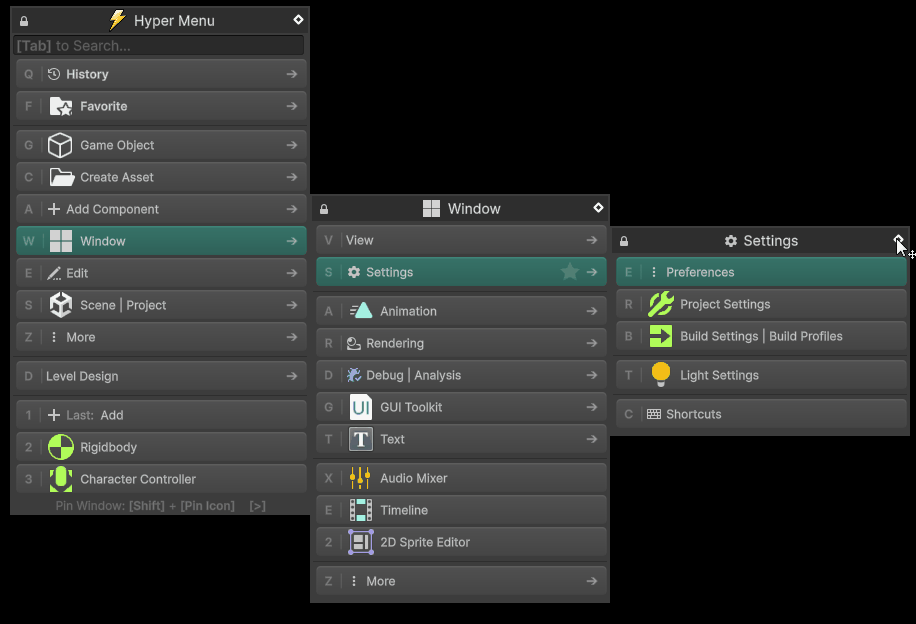 Hyper Menu
[Tab] to Search...
Q History
F Favorite
G Game Object
C Create Asset
A Add Component
W Window
E Edit
S Scene | Project
Z More
D Level Design
1 Last: Add
2 Rigidbody
3 Character Controller
Pin Window: [Shift] + [Pin Icon] [>]
Window
V View
S Settings
A Animation
R Rendering
D Debug | Analysis
G UI GUI Toolkit
T T Text
X Audio Mixer
E Timeline
2 2D Sprite Editor
Z More
Settings
E Preferences
R Project Settings
B Build Settings | Build Profiles
T Light Settings
C Shortcuts